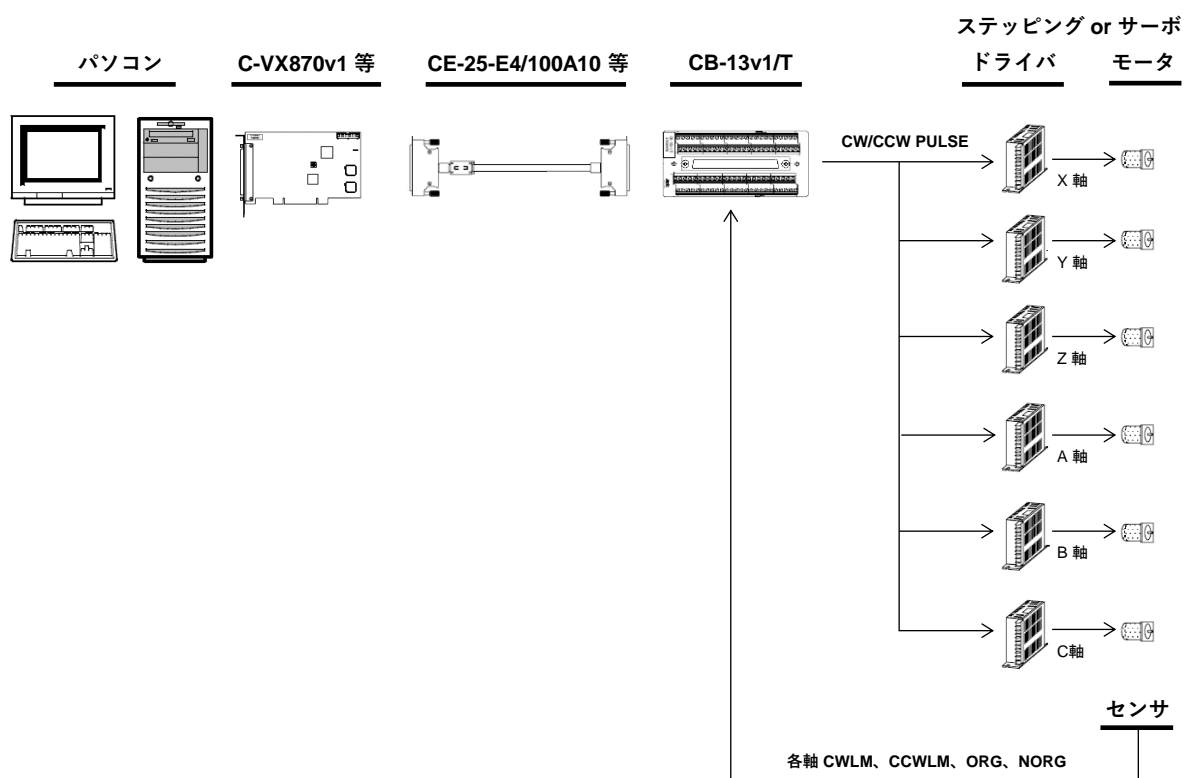 ステッピング or サーボ
パソコン
C-VX870v1 等
CE-25-E4/100A10 等
CB-13v1/T
ドライバ
モータ
CW/CCW PULSE
X 軸
Y 軸
Z 軸
A 軸
B 軸
C軸
センサ
各軸 CWLM、CCWLM、ORG、NORG